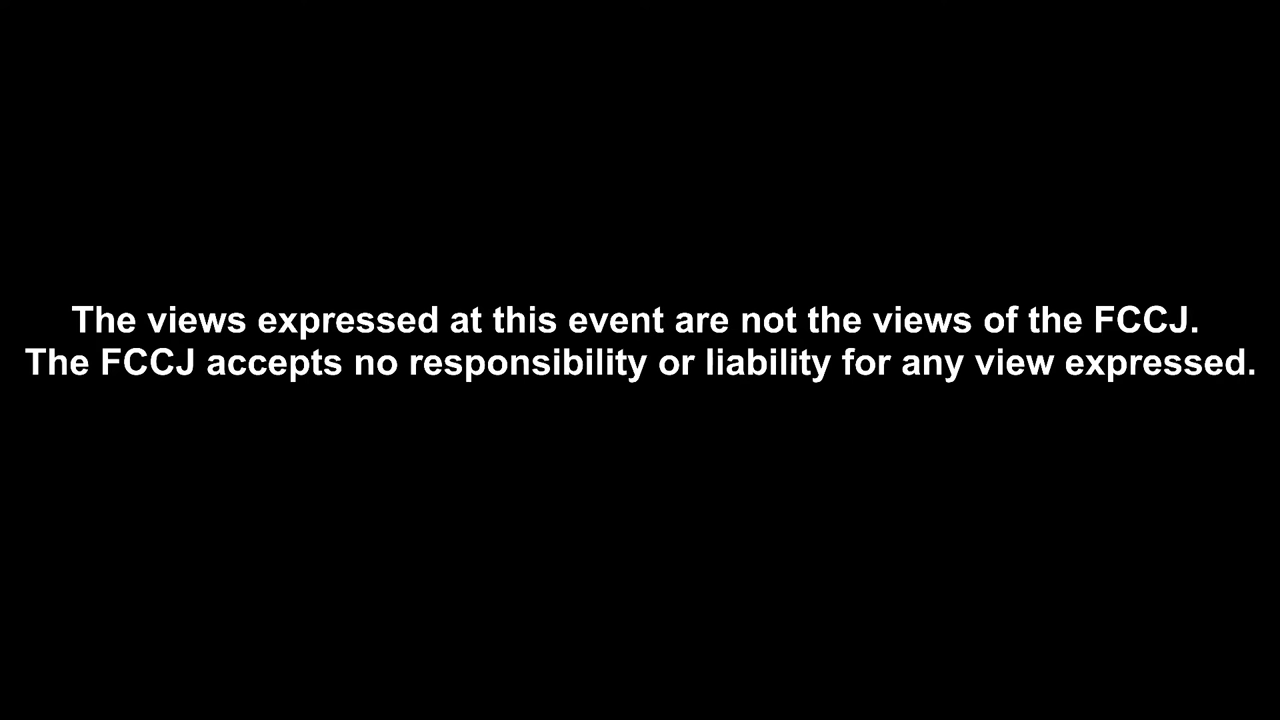 The views expressed at this event are not the views of the FCCJ.
The FCCJ accepts no responsibility or liability for any view expressed.